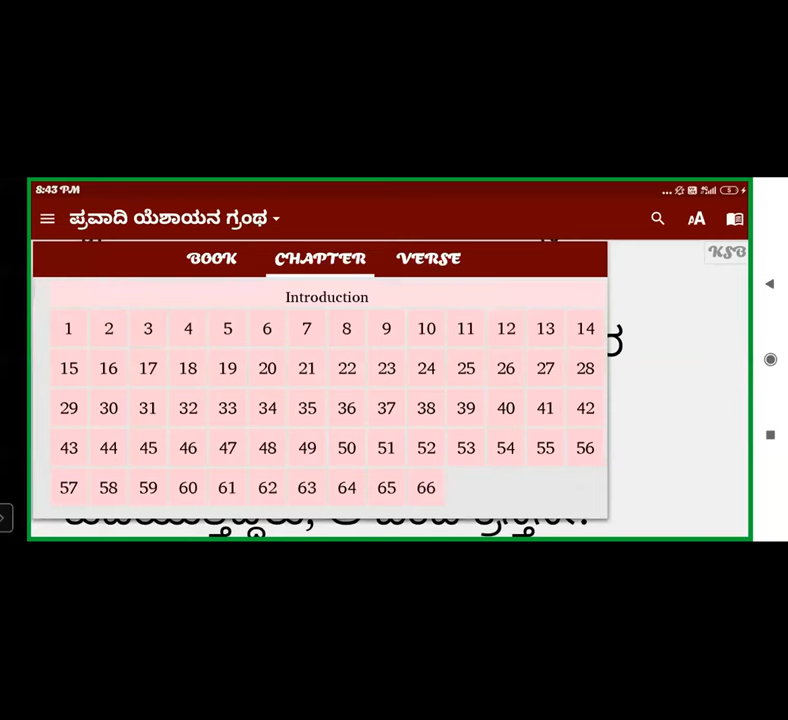 8:43 PM
ಪ್ರವಾದಿ ಯೆಶಾಯನ ಗ್ರಂಥ
AA
BOOK CHAPTER VERSE
KSB
Introduction
1 2 3 4 5 6 7 8 9 10 11 12 13 14
15 16 17 18 19 20 21 22 23 24 25 26 27 28
29 30 31 32 33 34 35 36 37 38 39 40 41 42
43 44 45 46 47 48 49 50 51 52 53 54 55 56
57 58 59 60 61 62 63 64 65 66